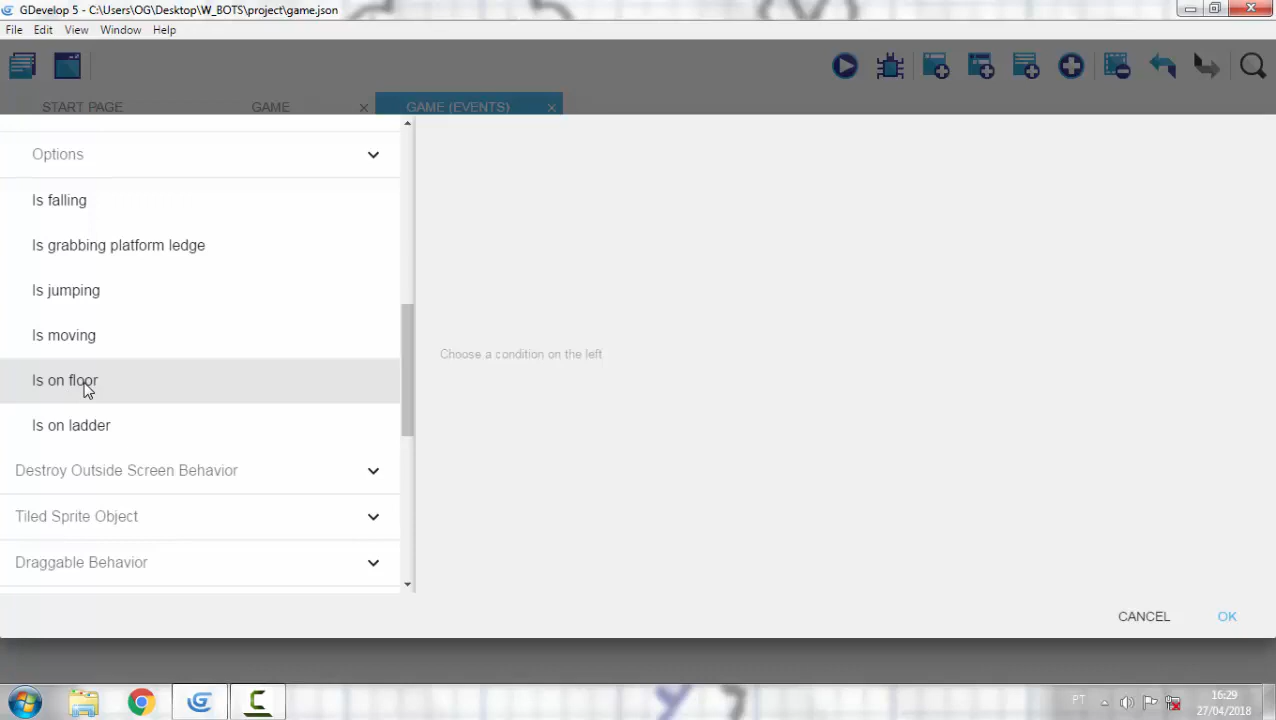 GDevelop 5 - C:\Users\OG\Desktop\W_BOTS\project\game.json
File Edit View Window Help
START PAGE GAME GAME (EVENTS)
Options
Is falling
Is grabbing platform ledge
Is jumping
Is moving
Is on floor
Is on ladder
Destroy Outside Screen Behavior
Tiled Sprite Object
Draggable Behavior
Choose a condition on the left
CANCEL OK
PT
16:29
27/04/2018